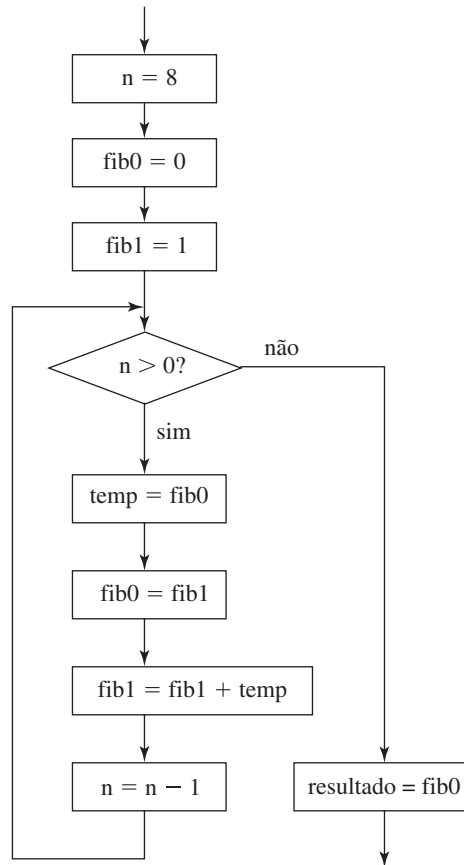 n = 8
fib0 = 0
fib1 = 1
n > 0?
não
sim
temp = fib0
fib0 = fib1
fib1 = fib1 + temp
n = n − 1
resultado = fib0